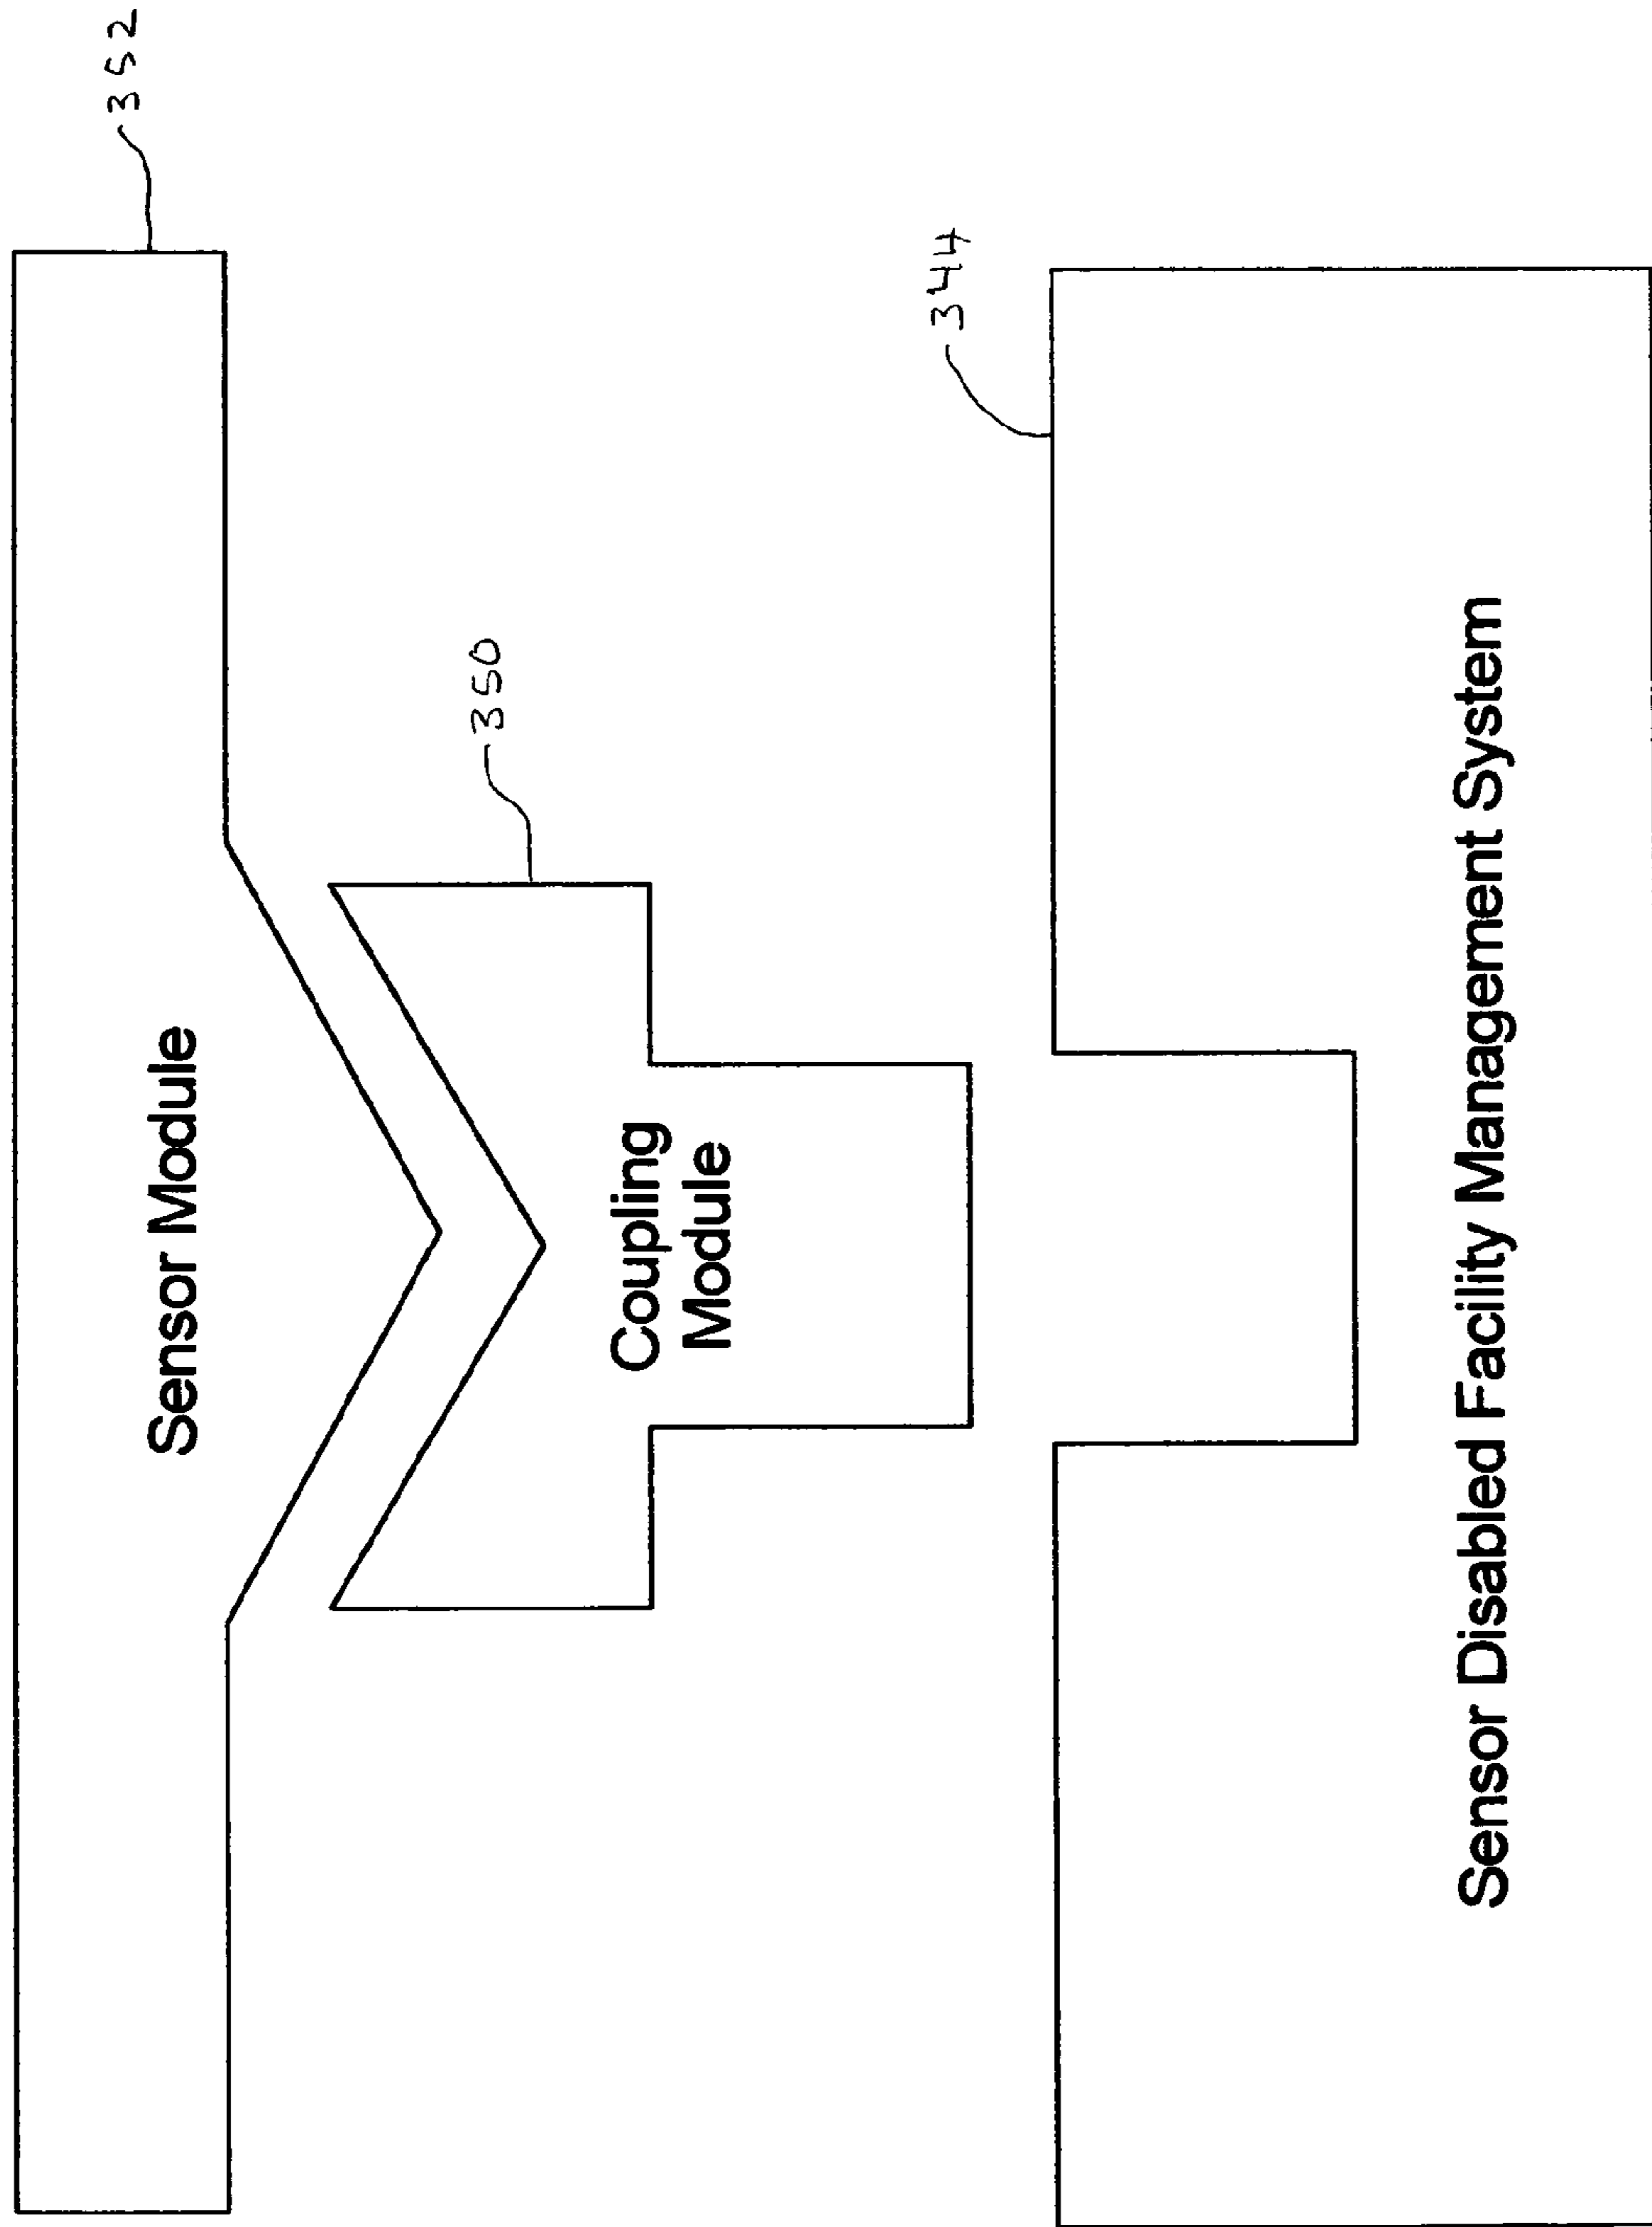 352
Sensor Module
350
Coupling
Module
344
Sensor Disabled Facility Management System